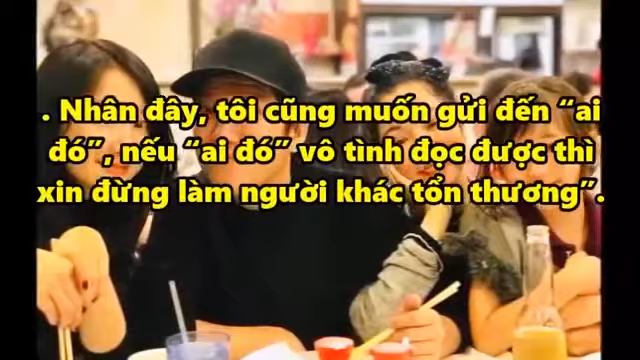 . Nhân đây, tôi cũng muốn gửi đến “ai
đó”, nếu “ai đó” vô tình đọc được thì
xin đừng làm người khác tổn thương”.